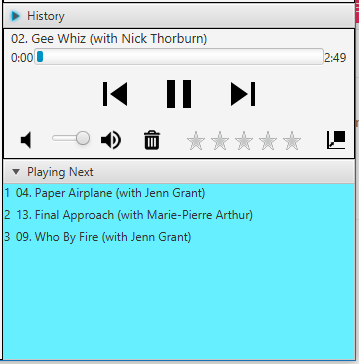 History
02. Gee Whiz (with Nick Thorburn)
0:00 2:49
Playing Next
1 04. Paper Airplane (with Jenn Grant)
2 13. Final Approach (with Marie-Pierre Arthur)
3 09. Who By Fire (with Jenn Grant)